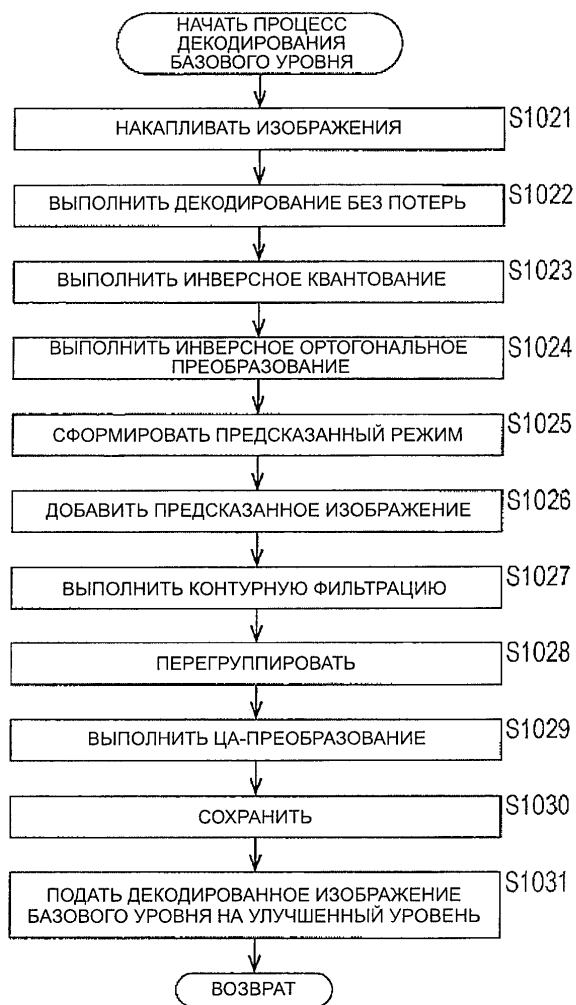 НАЧАТЬ ПРОЦЕСС
ДЕКОДИРОВАНИЯ
БАЗОВОГО УРОВНЯ
НАКАПЛИВАТЬ ИЗОБРАЖЕНИЯ
S1021
ВЫПОЛНИТЬ ДЕКОДИРОВАНИЕ БЕЗ ПОТЕРЬ
S1022
ВЫПОЛНИТЬ ИНВЕРСНОЕ КВАНТОВАНИЕ
S1023
ВЫПОЛНИТЬ ИНВЕРСНОЕ ОРТОГОНАЛЬНОЕ
ПРЕОБРАЗОВАНИЕ
S1024
СФОРМИРОВАТЬ ПРЕДСКАЗАННЫЙ РЕЖИМ
S1025
ДОБАВИТЬ ПРЕДСКАЗАННОЕ ИЗОБРАЖЕНИЕ
S1026
ВЫПОЛНИТЬ КОНТУРНУЮ ФИЛЬТРАЦИЮ
S1027
ПЕРЕГРУППИРОВАТЬ
S1028
ВЫПОЛНИТЬ ЦА-ПРЕОБРАЗОВАНИЕ
S1029
СОХРАНИТЬ
S1030
ПОДАТЬ ДЕКОДИРОВАННОЕ ИЗОБРАЖЕНИЕ
БАЗОВОГО УРОВНЯ НА УЛУЧШЕННЫЙ УРОВЕНЬ
S1031
ВОЗВРАТ